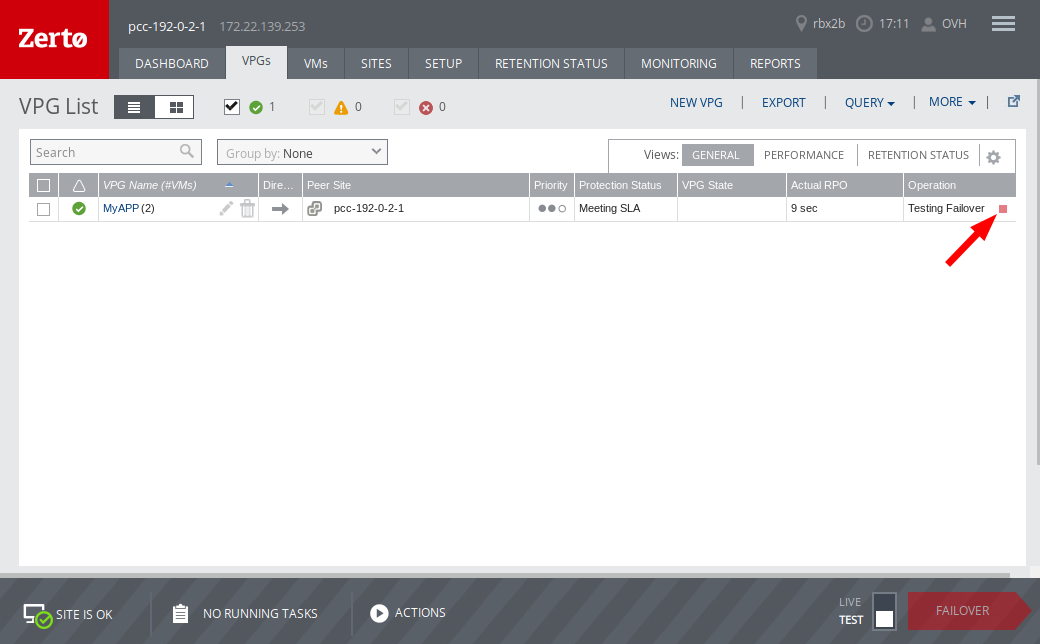 Zerto
pcc-192-0-2-1 172.22.139.253
rbx2b 17:11 OVH
DASHBOARD VPGs VMs SITES SETUP RETENTION STATUS MONITORING REPORTS
VPG List 1 0 0 NEW VPG | EXPORT | QUERY | MORE |
Search Group by: None Views: GENERAL PERFORMANCE RETENTION STATUS
VPG Name (#VMs) Dire... Peer Site Priority Protection Status VPG State Actual RPO Operation
MyAPP (2) pcc-192-0-2-1 Meeting SLA 9 sec Testing Failover
SITE IS OK NO RUNNING TASKS ACTIONS
LIVE
TEST
FAILOVER